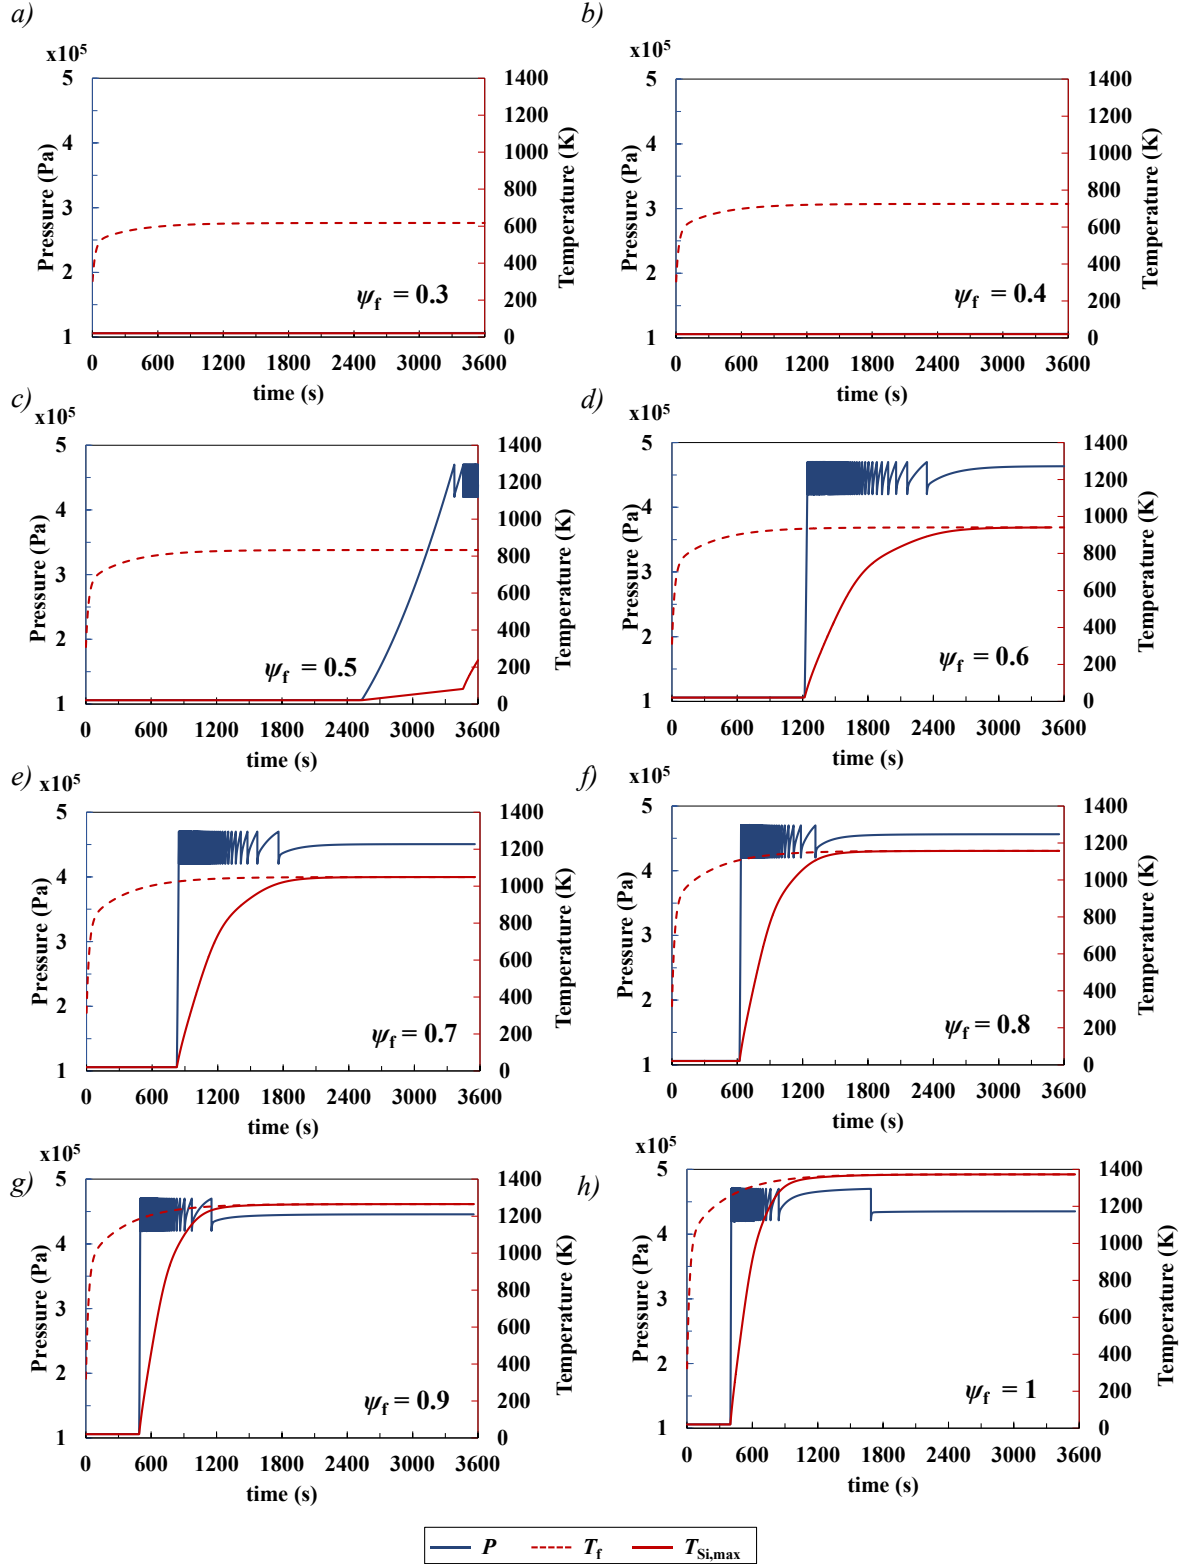 a)
x10⁵
5
4
3
2
1
Pressure (Pa)
1400
1200
1000
800
600
400
200
0
Temperature (K)
ψf = 0.3
0 600 1200 1800 2400 3000 3600
time (s)
b)
x10⁵
5
4
3
2
1
Pressure (Pa)
1400
1200
1000
800
600
400
200
0
Temperature (K)
ψf = 0.4
0 600 1200 1800 2400 3000 3600
time (s)
c)
x10⁵
5
4
3
2
1
Pressure (Pa)
1400
1200
1000
800
600
400
200
0
Temperature (K)
ψf = 0.5
0 600 1200 1800 2400 3000 3600
time (s)
d)
x10⁵
5
4
3
2
1
Pressure (Pa)
1400
1200
1000
800
600
400
200
0
Temperature (K)
ψf = 0.6
0 600 1200 1800 2400 3000 3600
time (s)
e)
x10⁵
5
4
3
2
1
Pressure (Pa)
1400
1200
1000
800
600
400
200
0
Temperature (K)
ψf = 0.7
0 600 1200 1800 2400 3000 3600
time (s)
f)
x10⁵
5
4
3
2
1
Pressure (Pa)
1400
1200
1000
800
600
400
200
0
Temperature (K)
ψf = 0.8
0 600 1200 1800 2400 3000 3600
time (s)
g)
x10⁵
5
4
3
2
1
Pressure (Pa)
1400
1200
1000
800
600
400
200
0
Temperature (K)
ψf = 0.9
0 600 1200 1800 2400 3000 3600
time (s)
h)
x10⁵
5
4
3
2
1
Pressure (Pa)
1400
1200
1000
800
600
400
200
0
Temperature (K)
ψf = 1
0 600 1200 1800 2400 3000 3600
time (s)
P Tf TSi,max